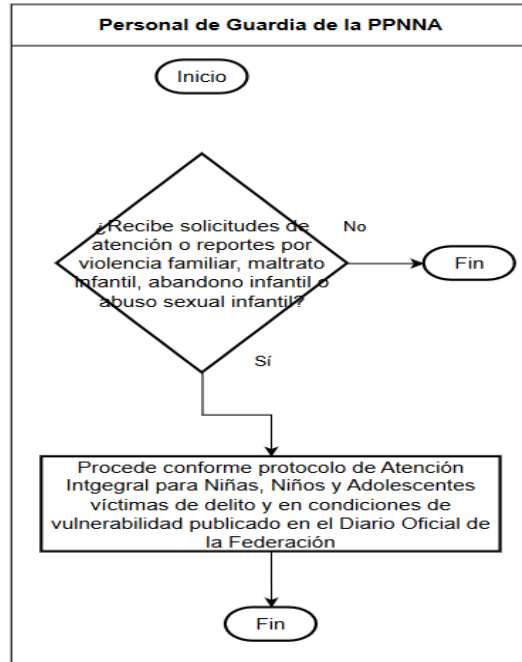 Personal de Guardia de la PPNNA
Inicio
¿Recibe solicitudes de
atención o reportes por
violencia familiar, maltrato
infantil, abandono infantil o
abuso sexual infantil?
No
Fin
Sí
Procede conforme protocolo de Atención
Intgegral para Niñas, Niños y Adolescentes
víctimas de delito y en condiciones de
vulnerabilidad publicado en el Diario Oficial de
la Federación
Fin